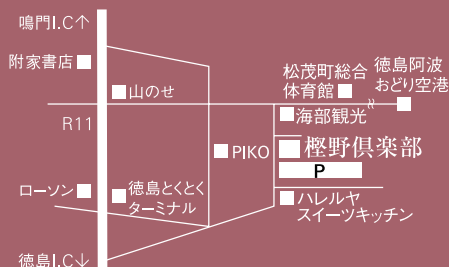 鳴門I.C↑
附家書店
山のせ
松茂町総合
体育館
徳島阿波
おどり空港
海部観光
R11
PIKO
樫野倶楽部
P
ローソン
徳島とくとく
ターミナル
ハレルヤ
スイーツキッチン
徳島I.C↓